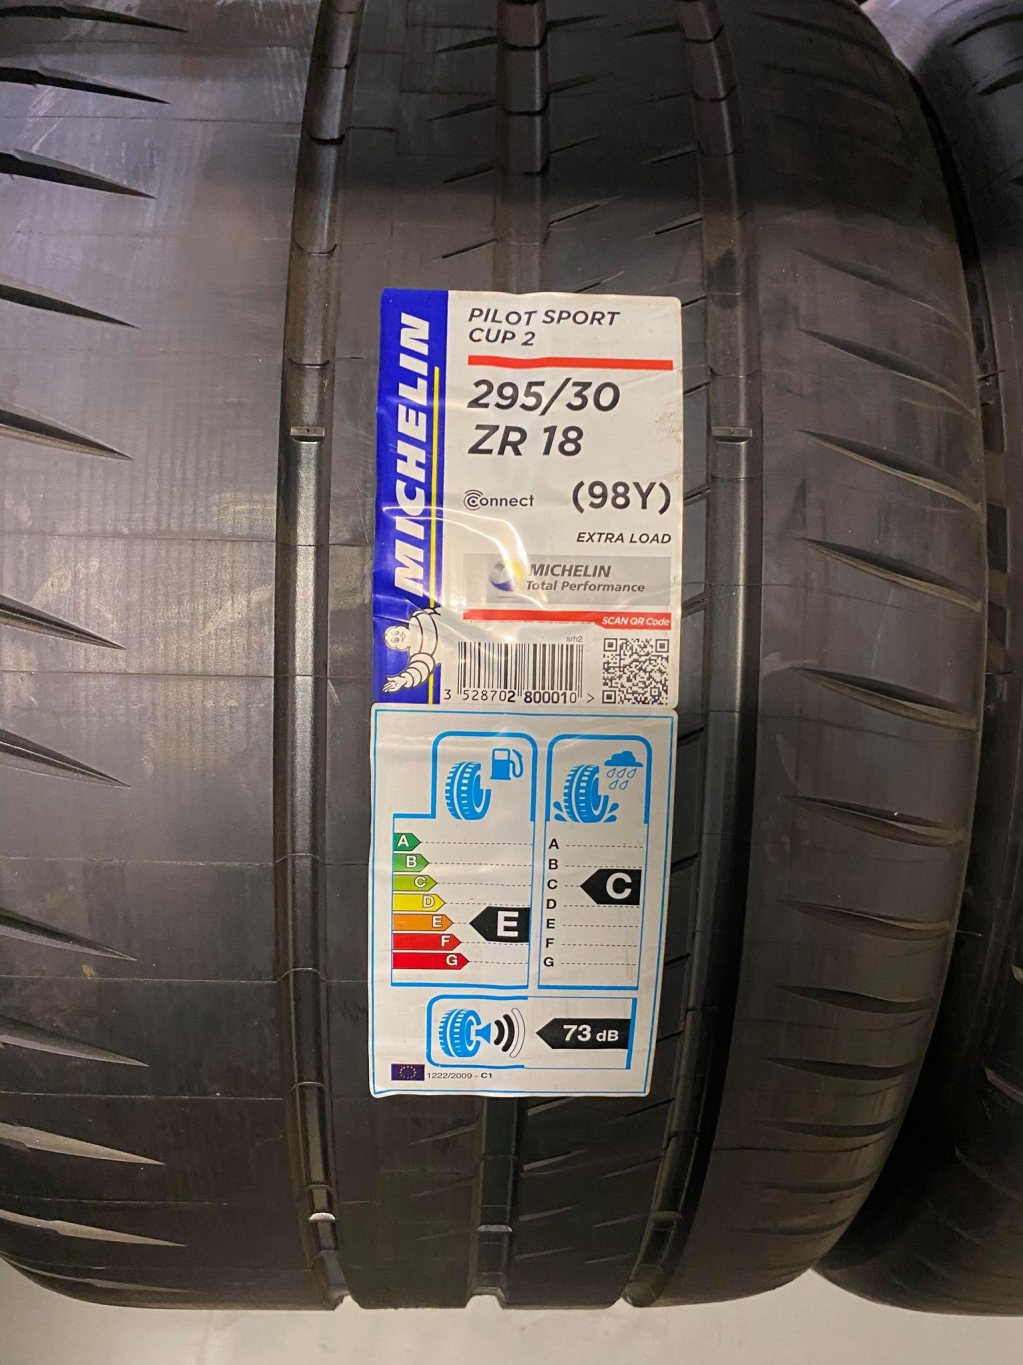 MICHELIN
PILOT SPORT
CUP 2
295/30
ZR 18
Connect
(98Y)
EXTRA LOAD
MICHELIN
Total Performance
SCAN QR Code
srh2
3 528702 800010 >
A
B
C
D
E
F
G
E
A
B
C
D
E
F
G
C
73 dB
1222/2009 - C1